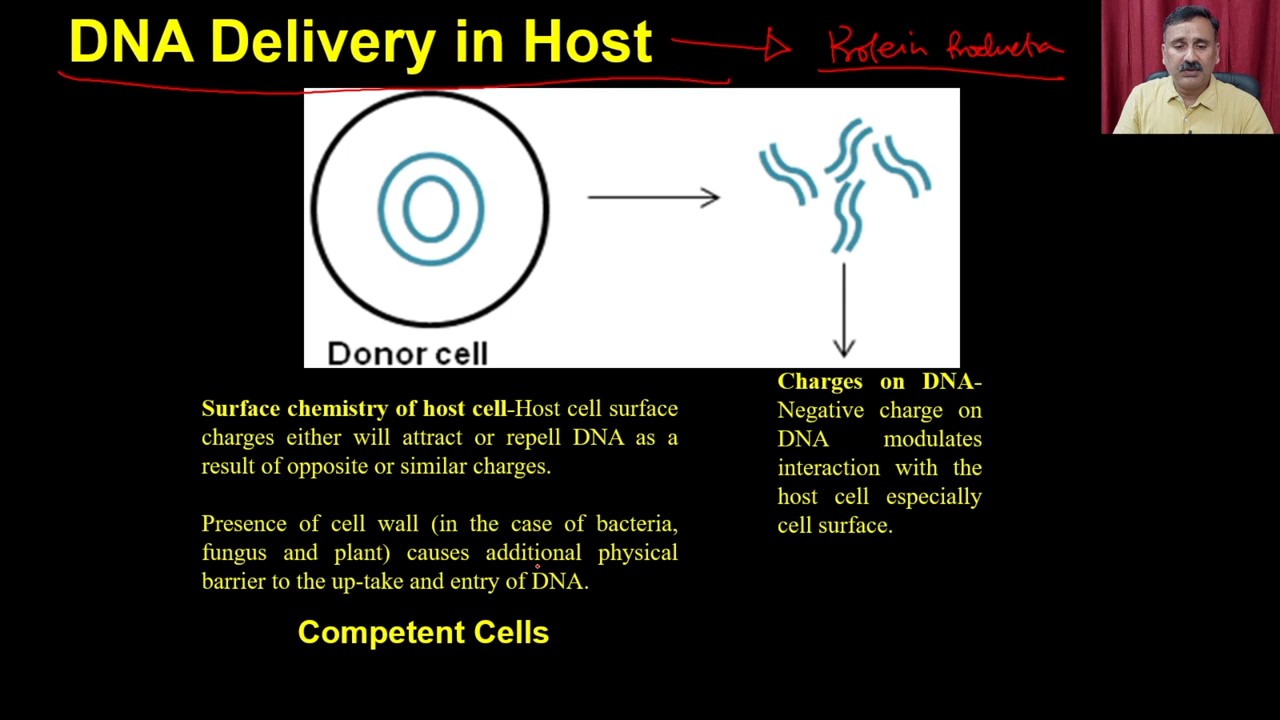 DNA Delivery in Host
Protein Production
Donor cell
Charges on DNA-
Negative charge on
DNA modulates
interaction with the
host cell especially
cell surface.
Surface chemistry of host cell-Host cell surface
charges either will attract or repell DNA as a
result of opposite or similar charges.
Presence of cell wall (in the case of bacteria,
fungus and plant) causes additional physical
barrier to the up-take and entry of DNA.
Competent Cells